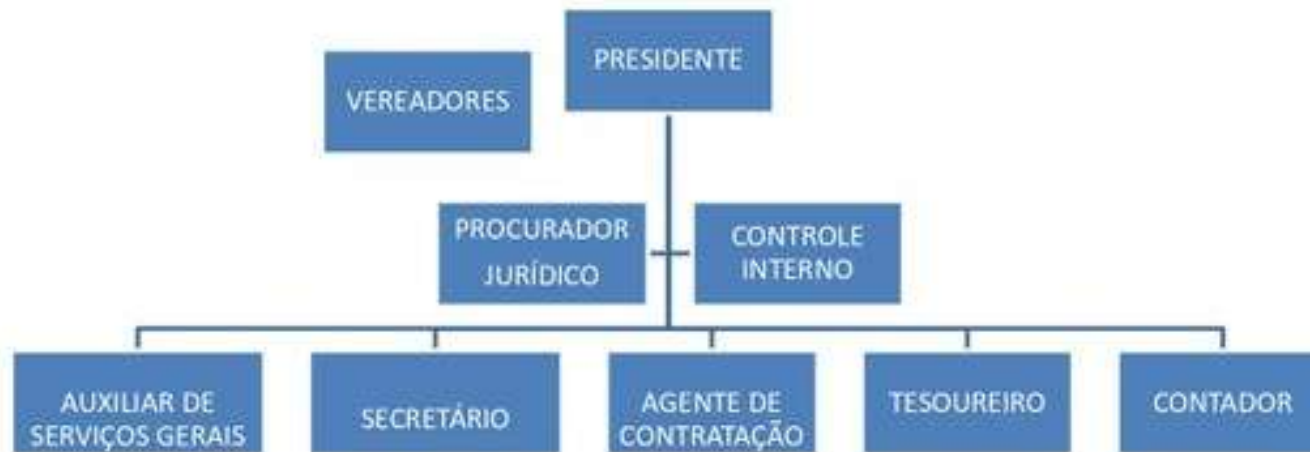 PRESIDENTE
VEREADORES
PROCURADOR
JURÍDICO
CONTROLE
INTERNO
AUXILIAR DE
SERVIÇOS GERAIS
SECRETÁRIO
AGENTE DE
CONTRATAÇÃO
TESOUREIRO
CONTADOR